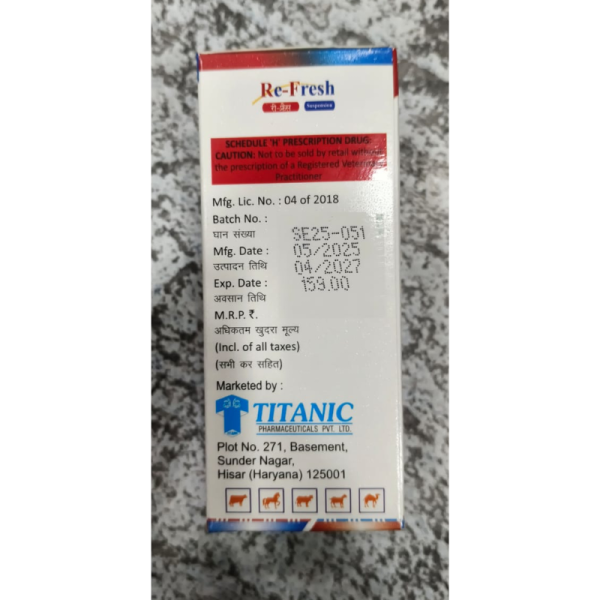 Re-Fresh
री-फ्रेश Suspension
SCHEDULE 'H' PRESCRIPTION DRUG
CAUTION: Not to be sold by retail without
the prescription of a Registered Veterinary
Practitioner
Mfg. Lic. No. : 04 of 2018
Batch No. :
घान संख्या SE25-051
Mfg. Date : 05/2025
उत्पादन तिथि 04/2027
Exp. Date : 159.00
अवसान तिथि
M.R.P. ₹.
अधिकतम खुदरा मूल्य
(Incl. of all taxes)
(सभी कर सहित)
Marketed by :
TITANIC
PHARMACEUTICALS PVT. LTD.
Plot No. 271, Basement,
Sunder Nagar,
Hisar (Haryana) 125001